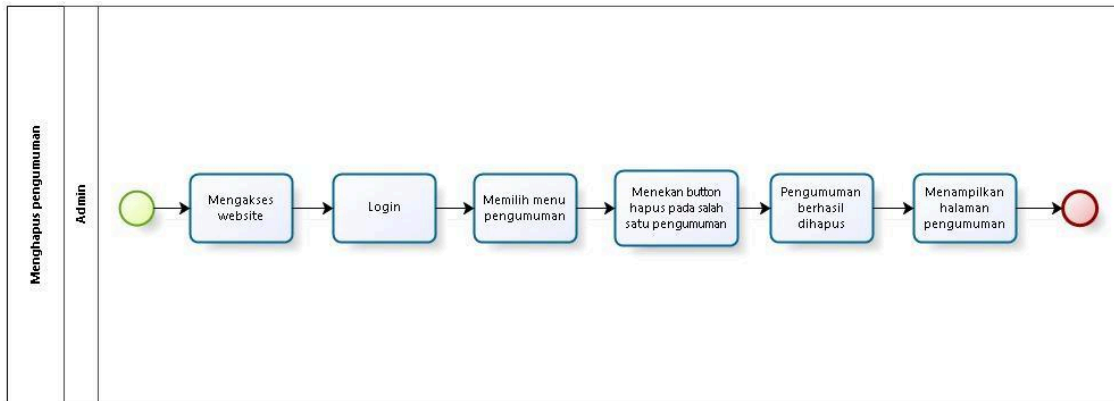 Menghapus pengumuman
Admin
Mengakses
website
Login
Memilih menu
pengumuman
Menekan button
hapus pada salah
satu pengumuman
Pengumuman
berhasil
dihapus
Menampilkan
halaman
pengumuman